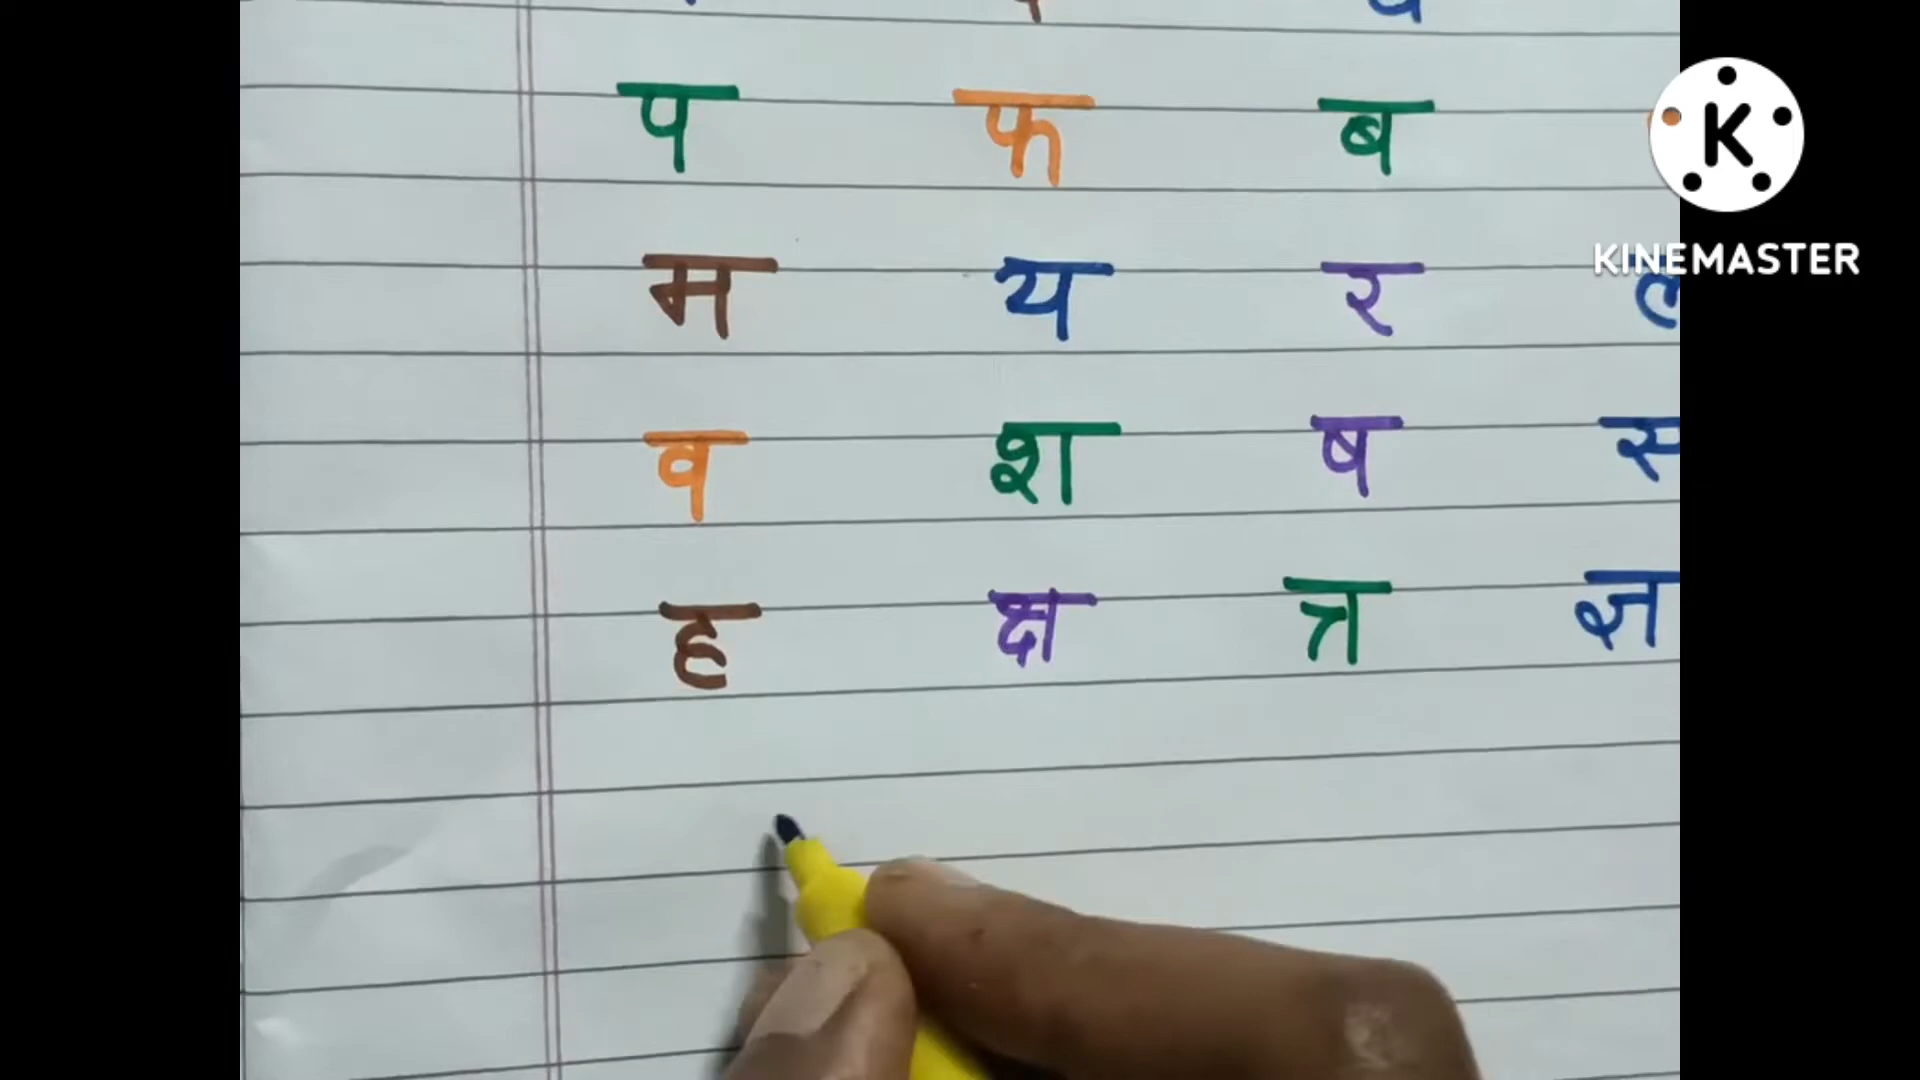 प फ ब
म य र ल
व श ष स
ह क्ष त्र ज्ञ
K
KINEMASTER